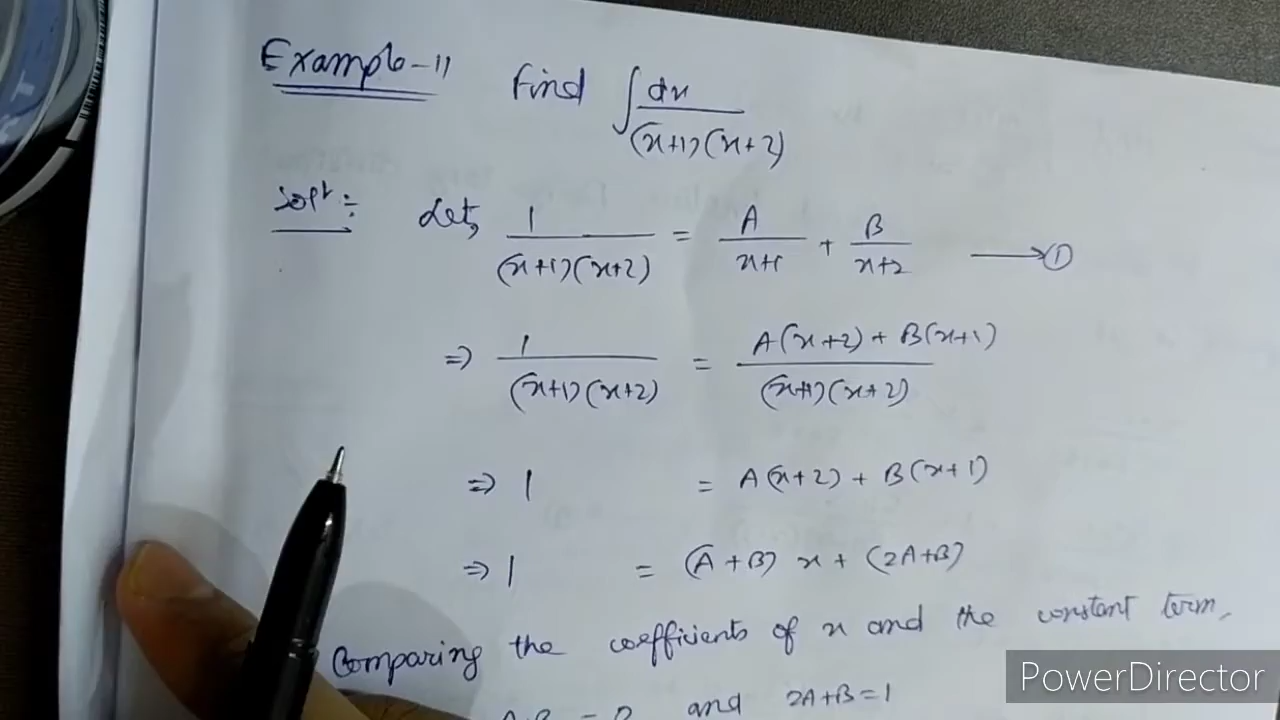 Example-11 Find ∫ dx / (x+1)(x+2)
Sol^n :- Let, 1 / (x+1)(x+2) = A / x+1 + B / x+2 ⟶ ①
⇒ 1 / (x+1)(x+2) = A(x+2) + B(x+1) / (x+1)(x+2)
⇒ 1 = A(x+2) + B(x+1)
⇒ 1 = (A+B) x + (2A+B)
Comparing the coefficients of x and the constant term,
and 2A+B=1
PowerDirector